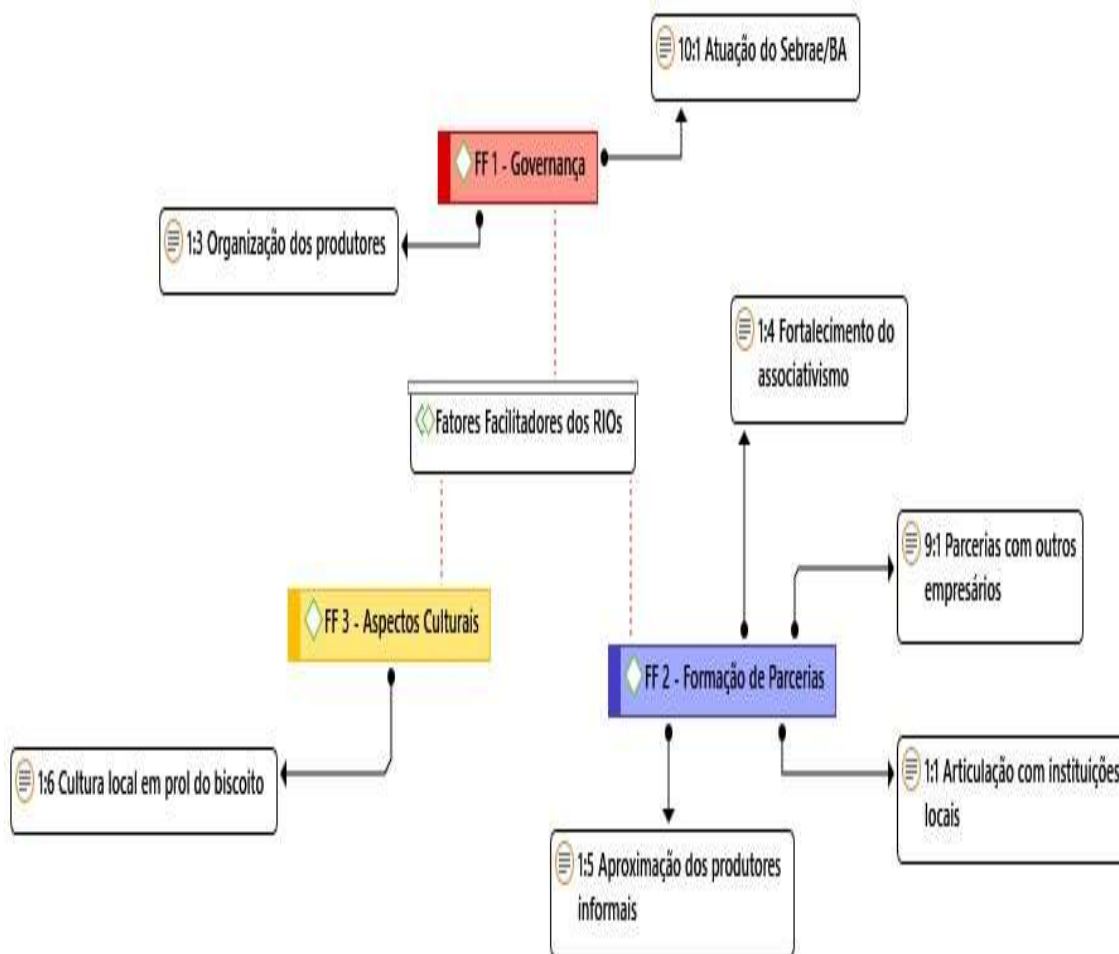 10:1 Atuação do Sebrae/BA
FF 1 - Governança
1:3 Organização dos produtores
1:4 Fortalecimento do
associativismo
Fatores Facilitadores dos RIOs
9:1 Parcerias com outros
empresários
FF 3 - Aspectos Culturais
FF 2 - Formação de Parcerias
1:6 Cultura local em prol do biscoito
1:1 Articulação com instituições
locais
1:5 Aproximação dos produtores
informais